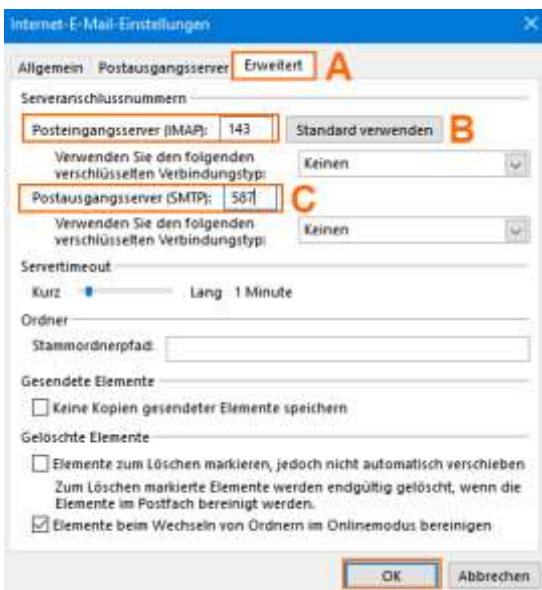 Internet-E-Mail-Einstellungen
Allgemein Postausgangsserver Erweitert A
Serveranschlussnummern
Posteingangsserver (IMAP): 143 Standard verwenden B
Verwenden Sie den folgenden
verschlüsselten Verbindungstyp: Keinen
Postausgangsserver (SMTP): 587 C
Verwenden Sie den folgenden
verschlüsselten Verbindungstyp: Keinen
Servertimeout
Kurz Lang 1 Minute
Ordner
Stammordnerpfad:
Gesendete Elemente
Keine Kopien gesendeter Elemente speichern
Gelöschte Elemente
Elemente zum Löschen markieren, jedoch nicht automatisch verschieben
Zum Löschen markierte Elemente werden endgültig gelöscht, wenn die
Elemente im Postfach bereinigt werden.
Elemente beim Wechseln von Ordnern im Onlinemodus bereinigen
OK Abbrechen